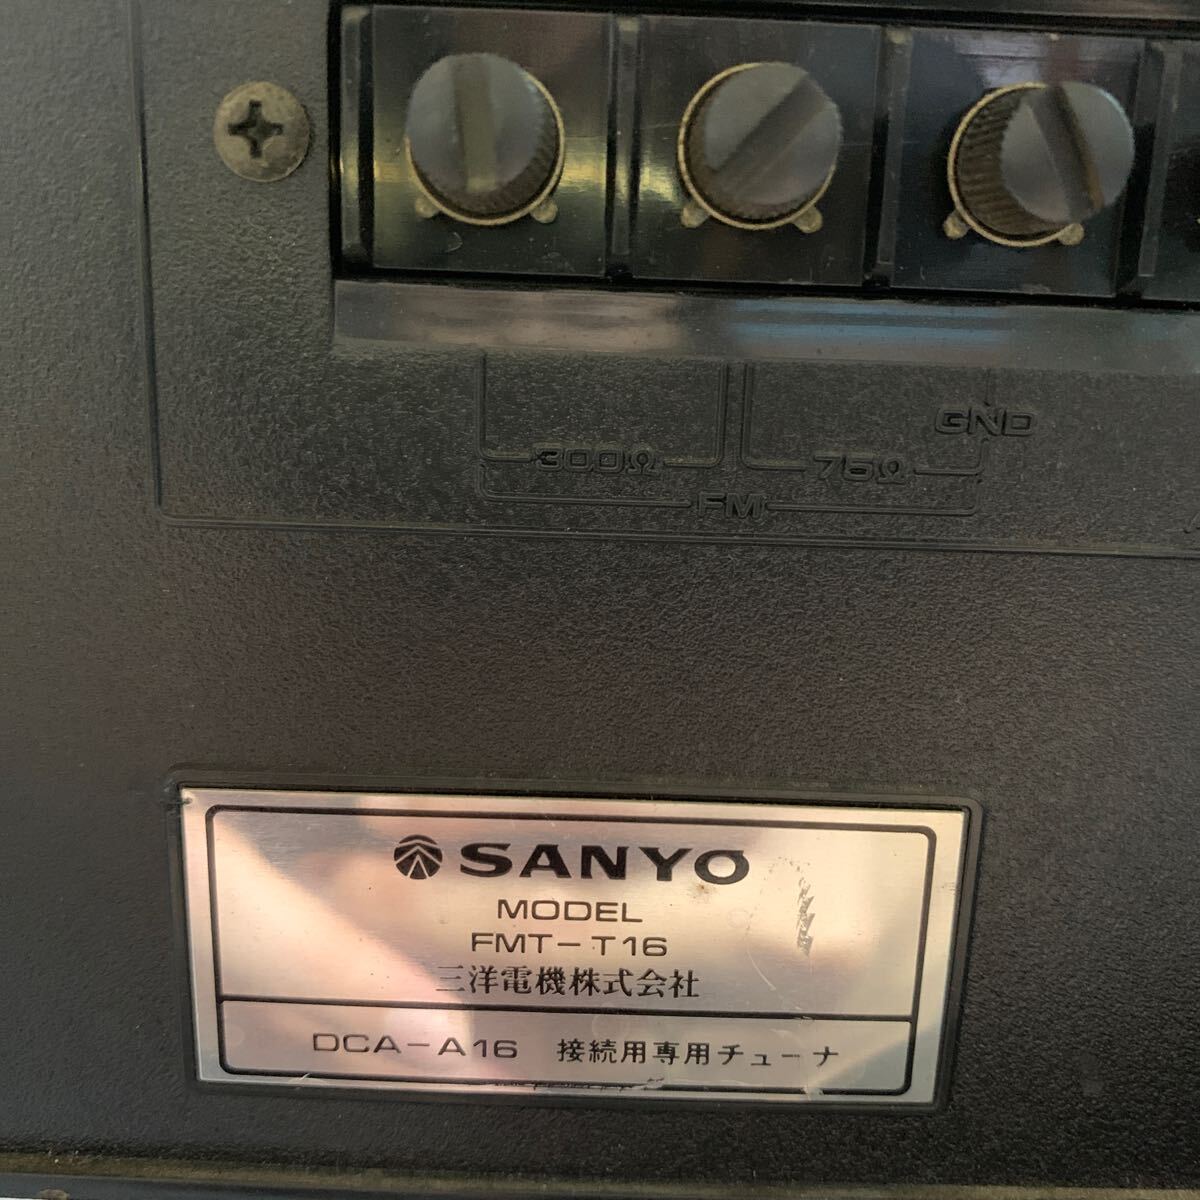 GND
300Ω
75Ω
FM
SANYO
MODEL
FMT-T16
三洋電機株式会社
DCA-A16 接続用専用チューナ